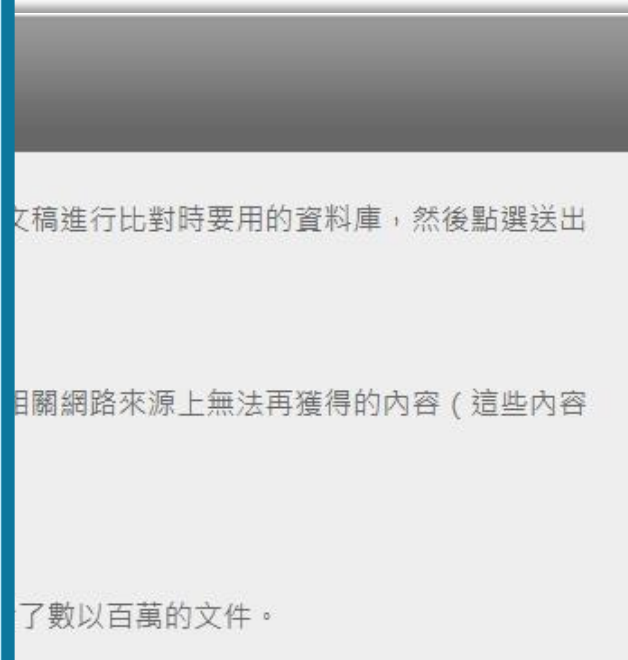 文稿進行比對時要用的資料庫，然後點選送出
相關網路來源上無法再獲得的內容（這些內容
了數以百萬的文件。